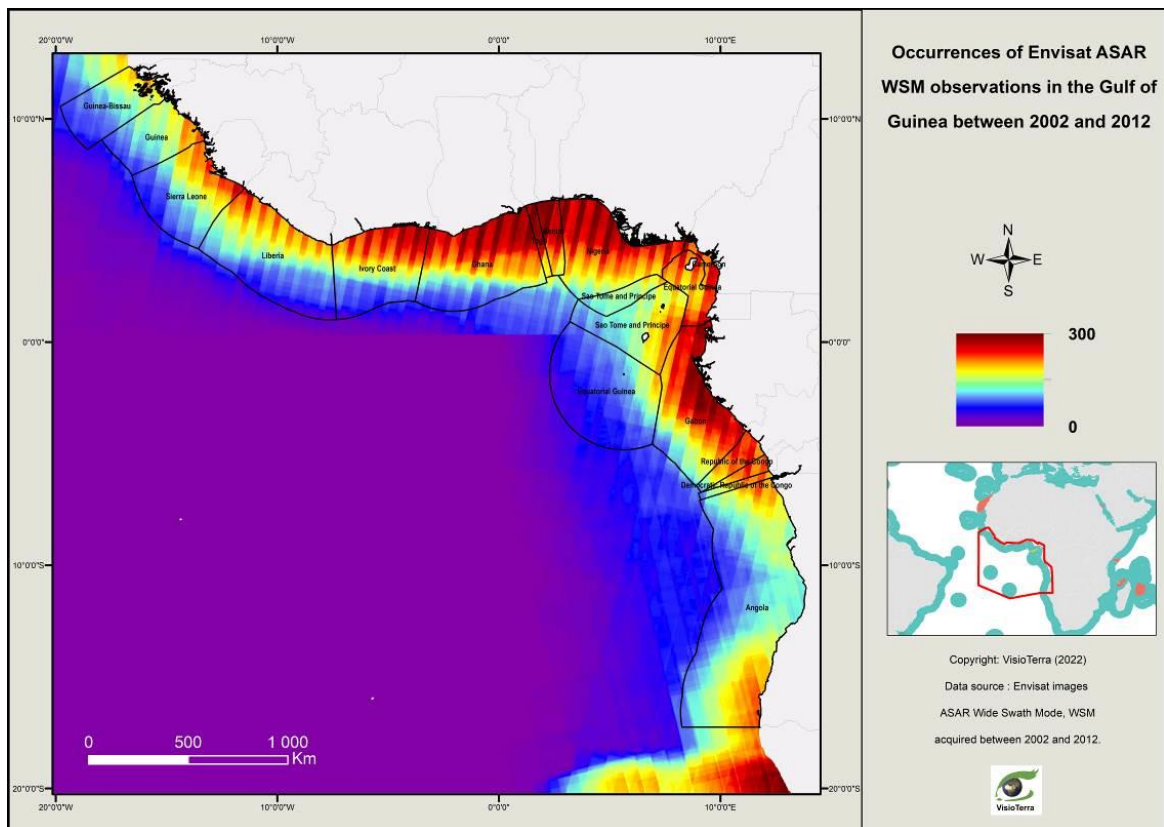 20°0'0"W
10°0'0"W
0°0'0"
10°0'0"E
10°0'0"N
10°0'0"N
0°0'0"
0°0'0"
10°0'0"S
10°0'0"S
20°0'0"S
20°0'0"S
20°0'0"W
10°0'0"W
0°0'0"
10°0'0"E
Guinea-Bissau
Guinea
Sierra Leone
Liberia
Ivory Coast
Ghana
Nigeria
Cameroon
Equatorial Guinea
Sao Tome and Principe
Sao Tome and Principe
Equatorial Guinea
Gabon
Republic of the Congo
Democratic Republic of the Congo
Angola
0 500 1 000
Km
Occurrences of Envisat ASAR
WSM observations in the Gulf of
Guinea between 2002 and 2012
N
W E
S
300
0
Copyright: VisioTerra (2022)
Data source : Envisat images
ASAR Wide Swath Mode, WSM
acquired between 2002 and 2012.
VisioTerra